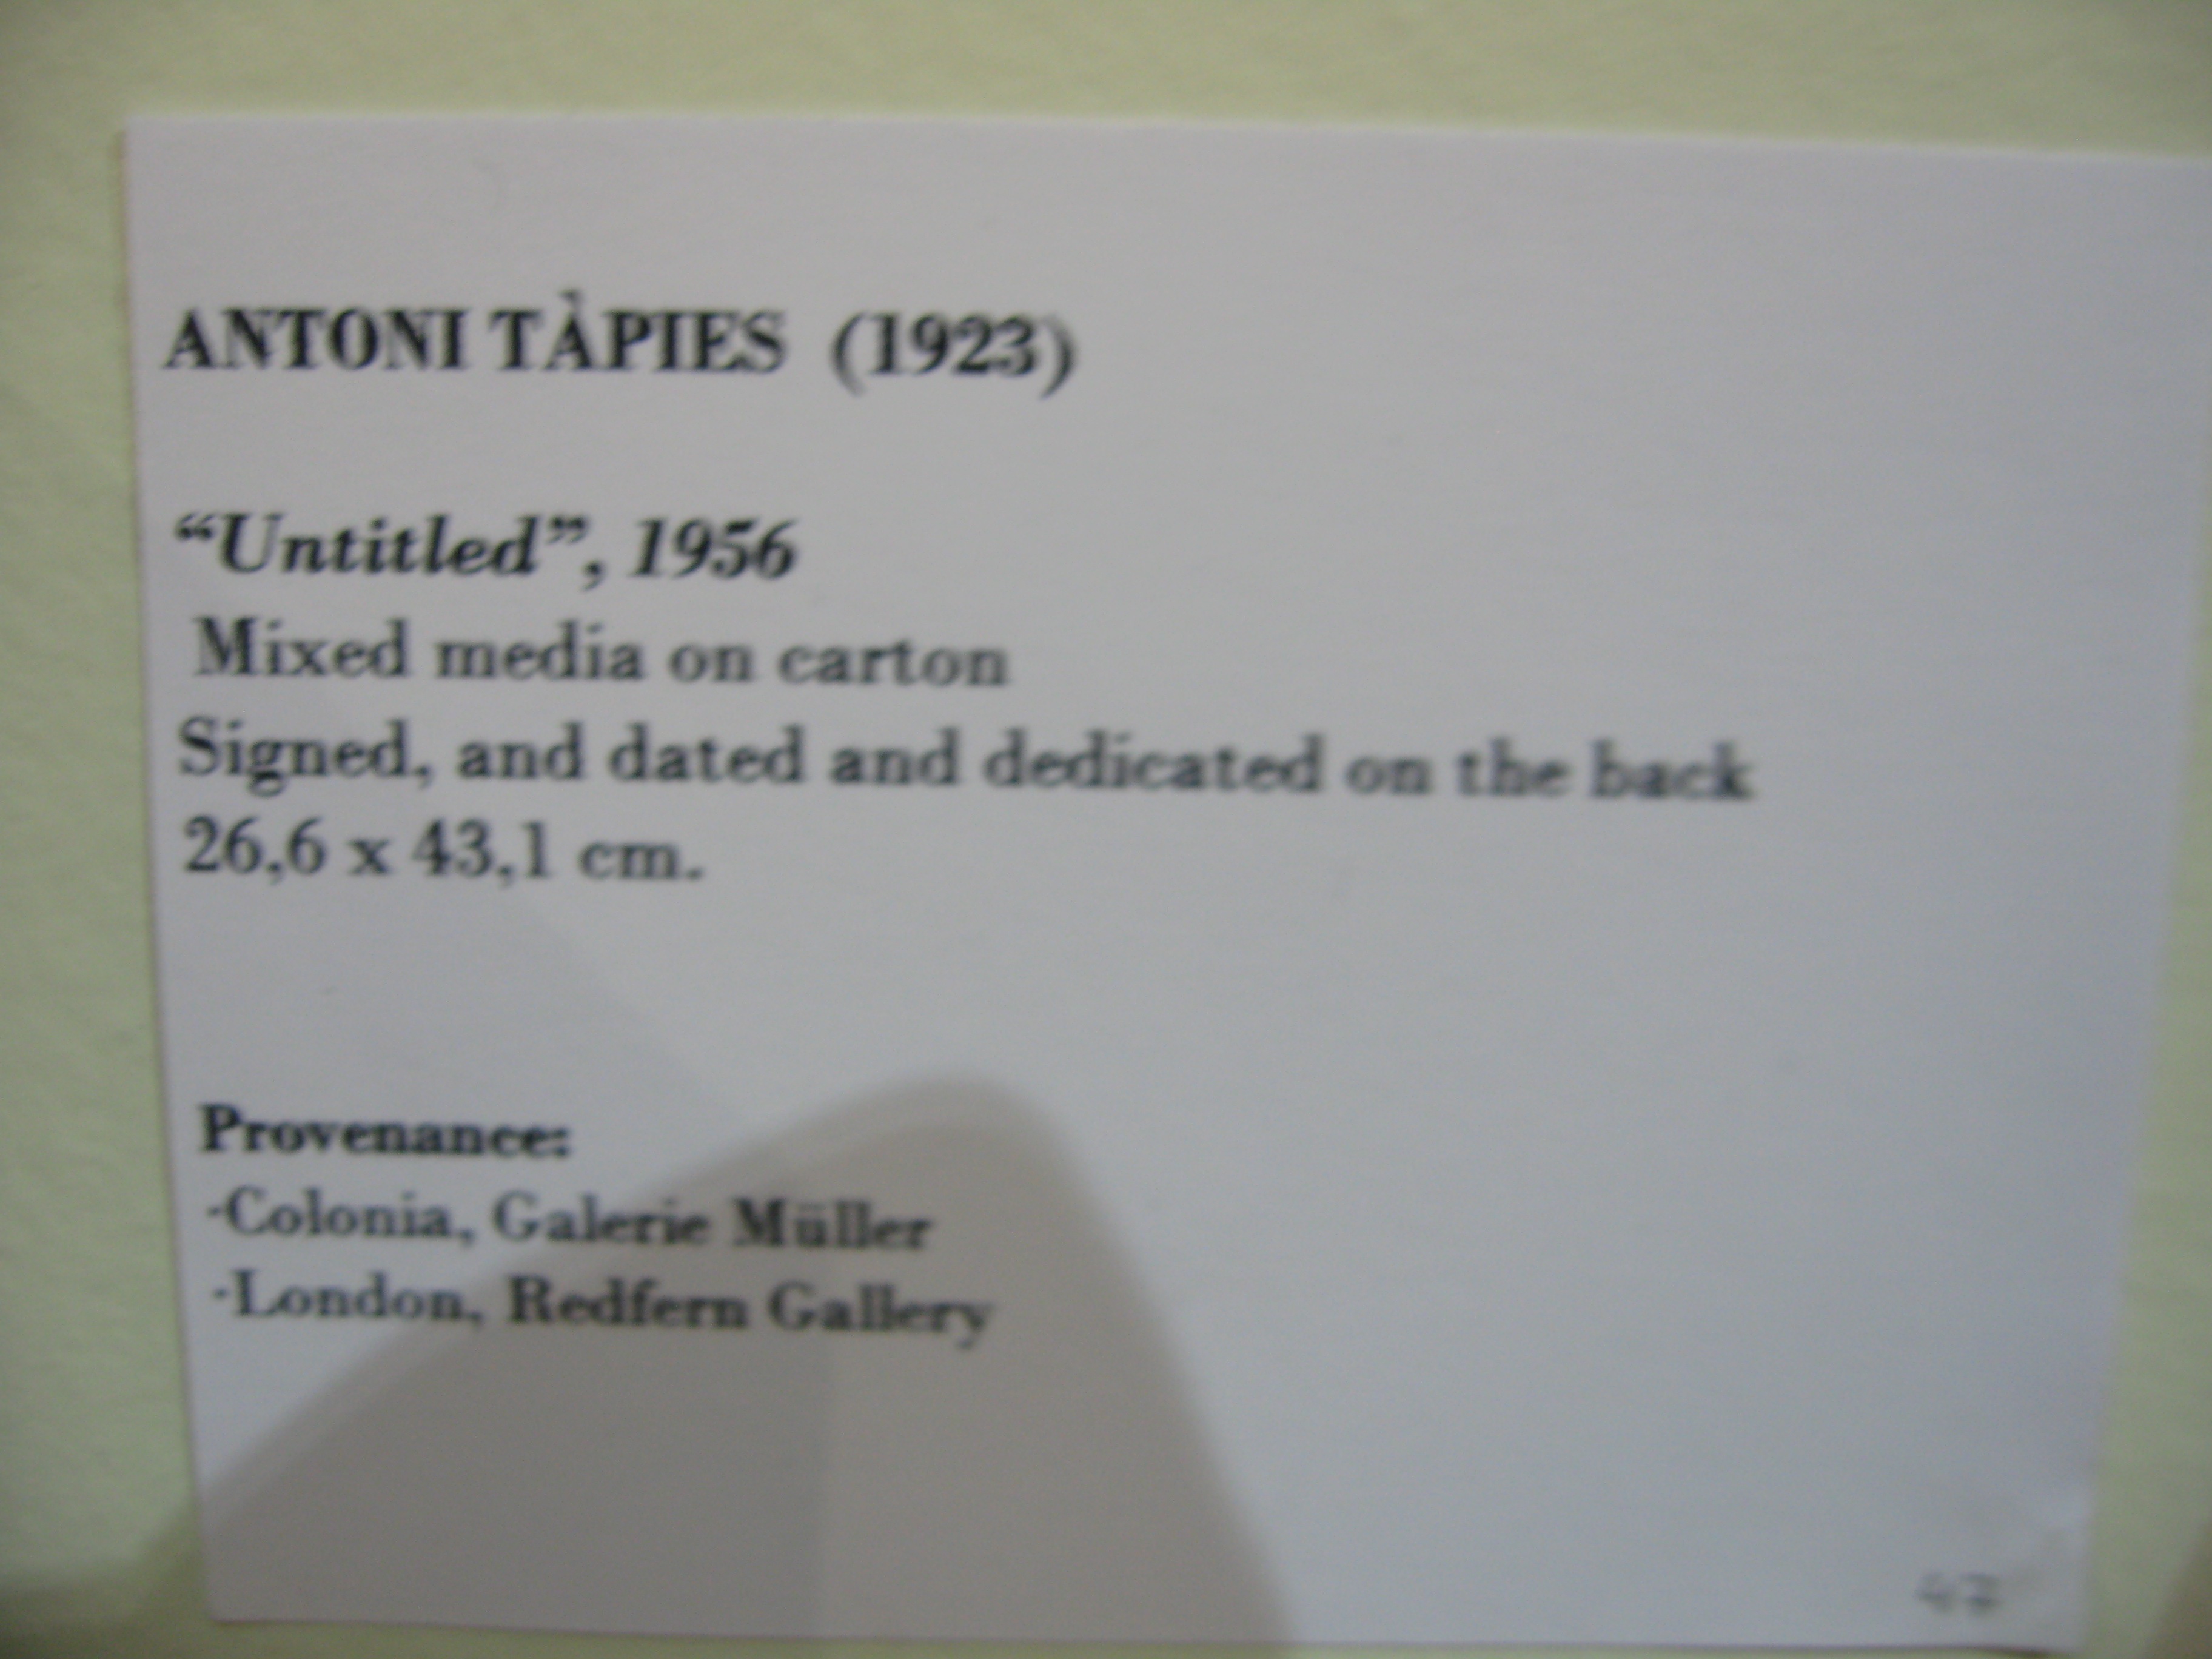 ANTONI TÀPIES (1923)
“Untitled”, 1956
Mixed media on carton
Signed, and dated and dedicated on the back
26,6 x 43,1 cm.
Provenance:
-Colonia, Galerie Müller
-London, Redfern Gallery